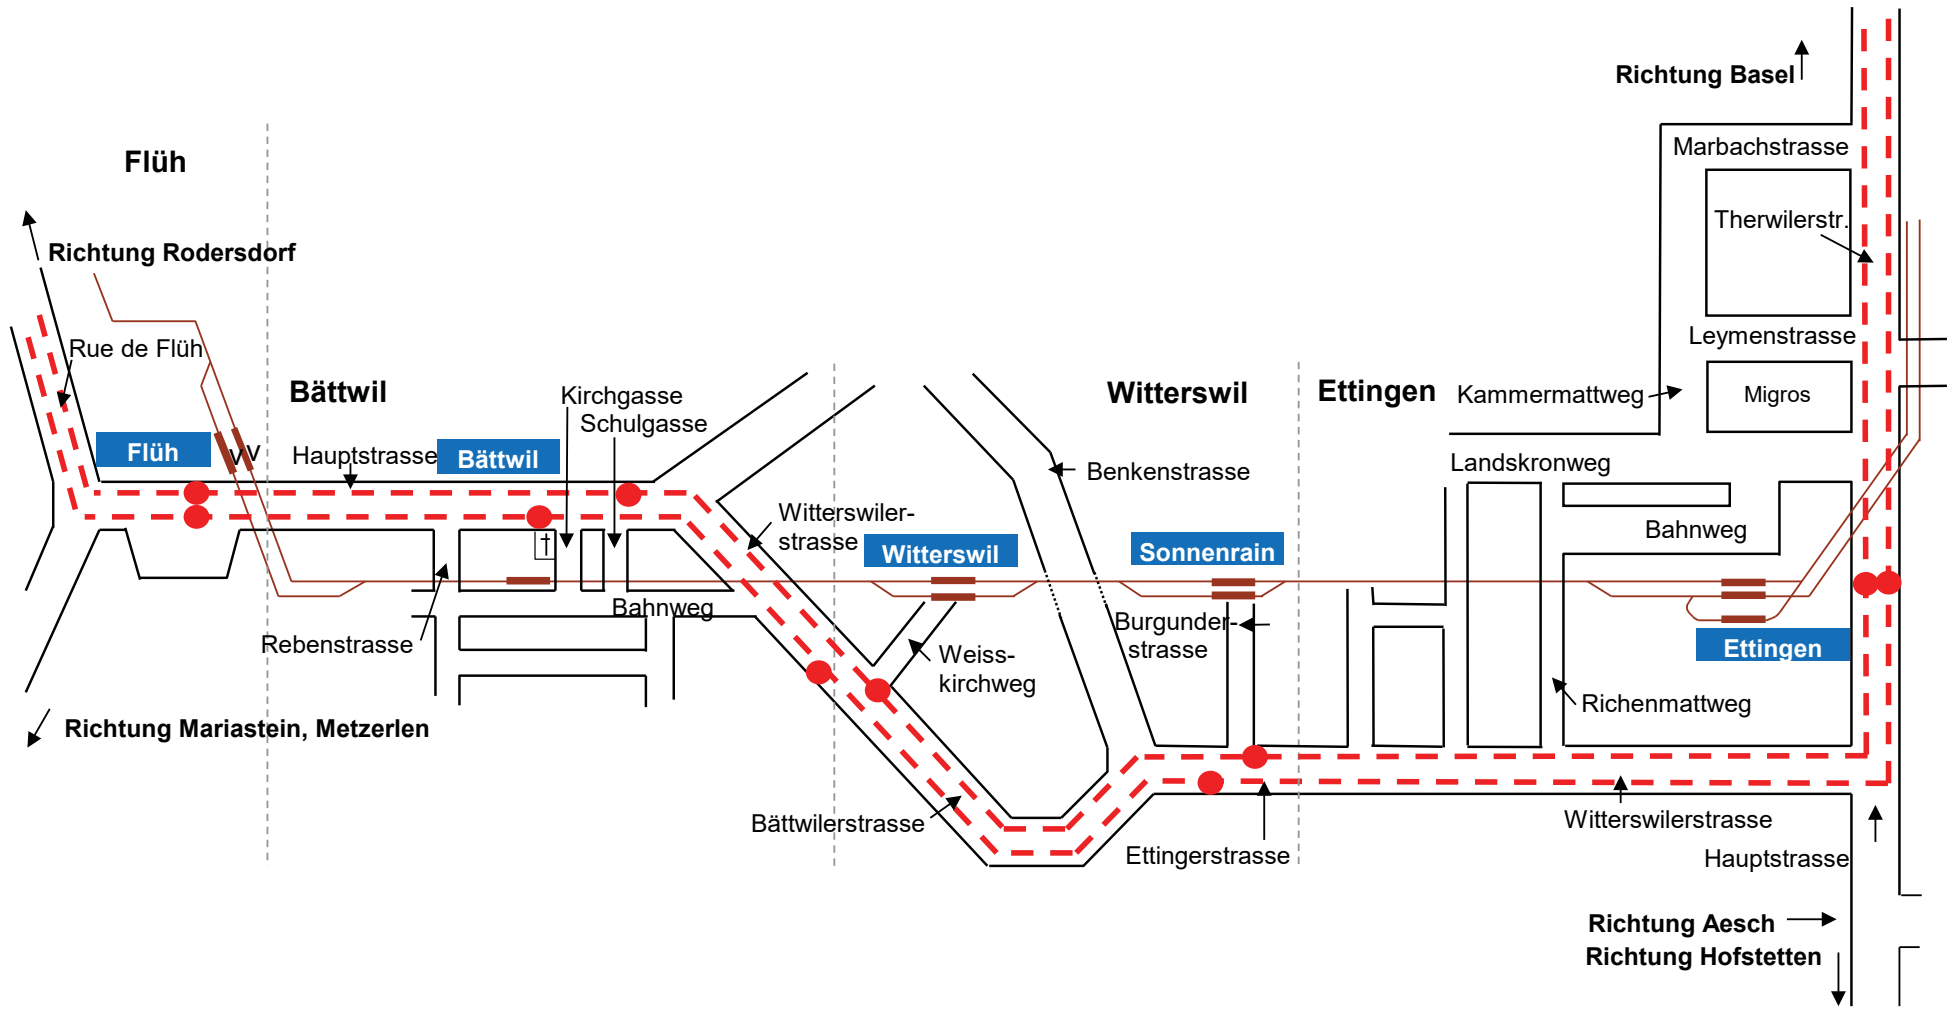 Richtung Basel
Marbachstrasse
Flüh
Therwilerstr.
Richtung Rodersdorf
Leymenstrasse
Rue de Flüh
Bättwil
Kirchgasse
Witterswil
Ettingen
Kammermattweg
Migros
Schulgasse
Flüh
V V
Hauptstrasse
Bättwil
Benkenstrasse
Landskronweg
Witterswiler-
strasse
Witterswil
Sonnenrain
Bahnweg
Bahnweg
Rebenstrasse
Burgunder-
strasse
Weiss-
kirchweg
Ettingen
Richenmattweg
Richtung Mariastein, Metzerlen
Bättwilerstrasse
Ettingerstrasse
Witterswilerstrasse
Hauptstrasse
Richtung Aesch
Richtung Hofstetten